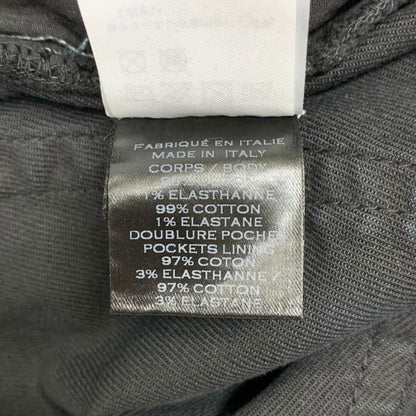 FABRIQUÉ EN ITALIE
MADE IN ITALY
CORPS / BODY
1% ELASTHANNE
99% COTTON
1% ELASTANE
DOUBLURE POCHE
POCKETS LINING
97% COTON
3% ELASTHANNE /
97% COTTON
3% ELASTANE